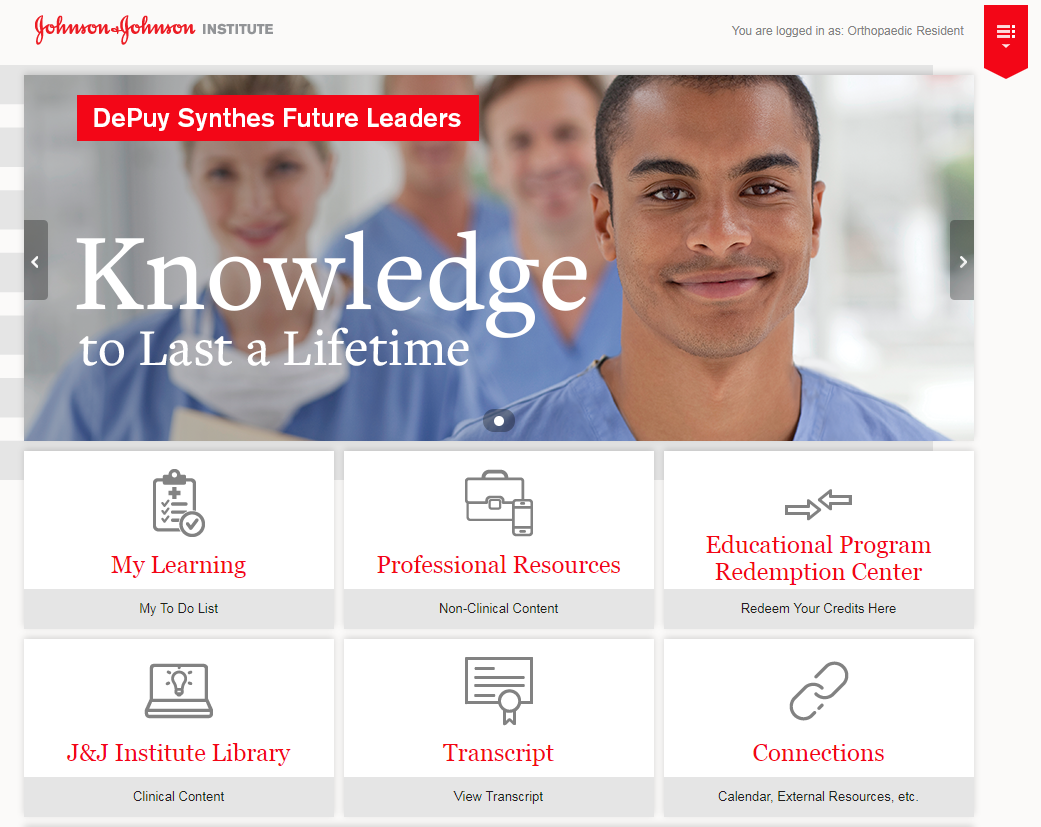 Johnson & Johnson INSTITUTE
You are logged in as: Orthopaedic Resident
DePuy Synthes Future Leaders
Knowledge
to Last a Lifetime
My Learning
My To Do List
Professional Resources
Non-Clinical Content
Educational Program
Redemption Center
Redeem Your Credits Here
J&J Institute Library
Clinical Content
Transcript
View Transcript
Connections
Calendar, External Resources, etc.